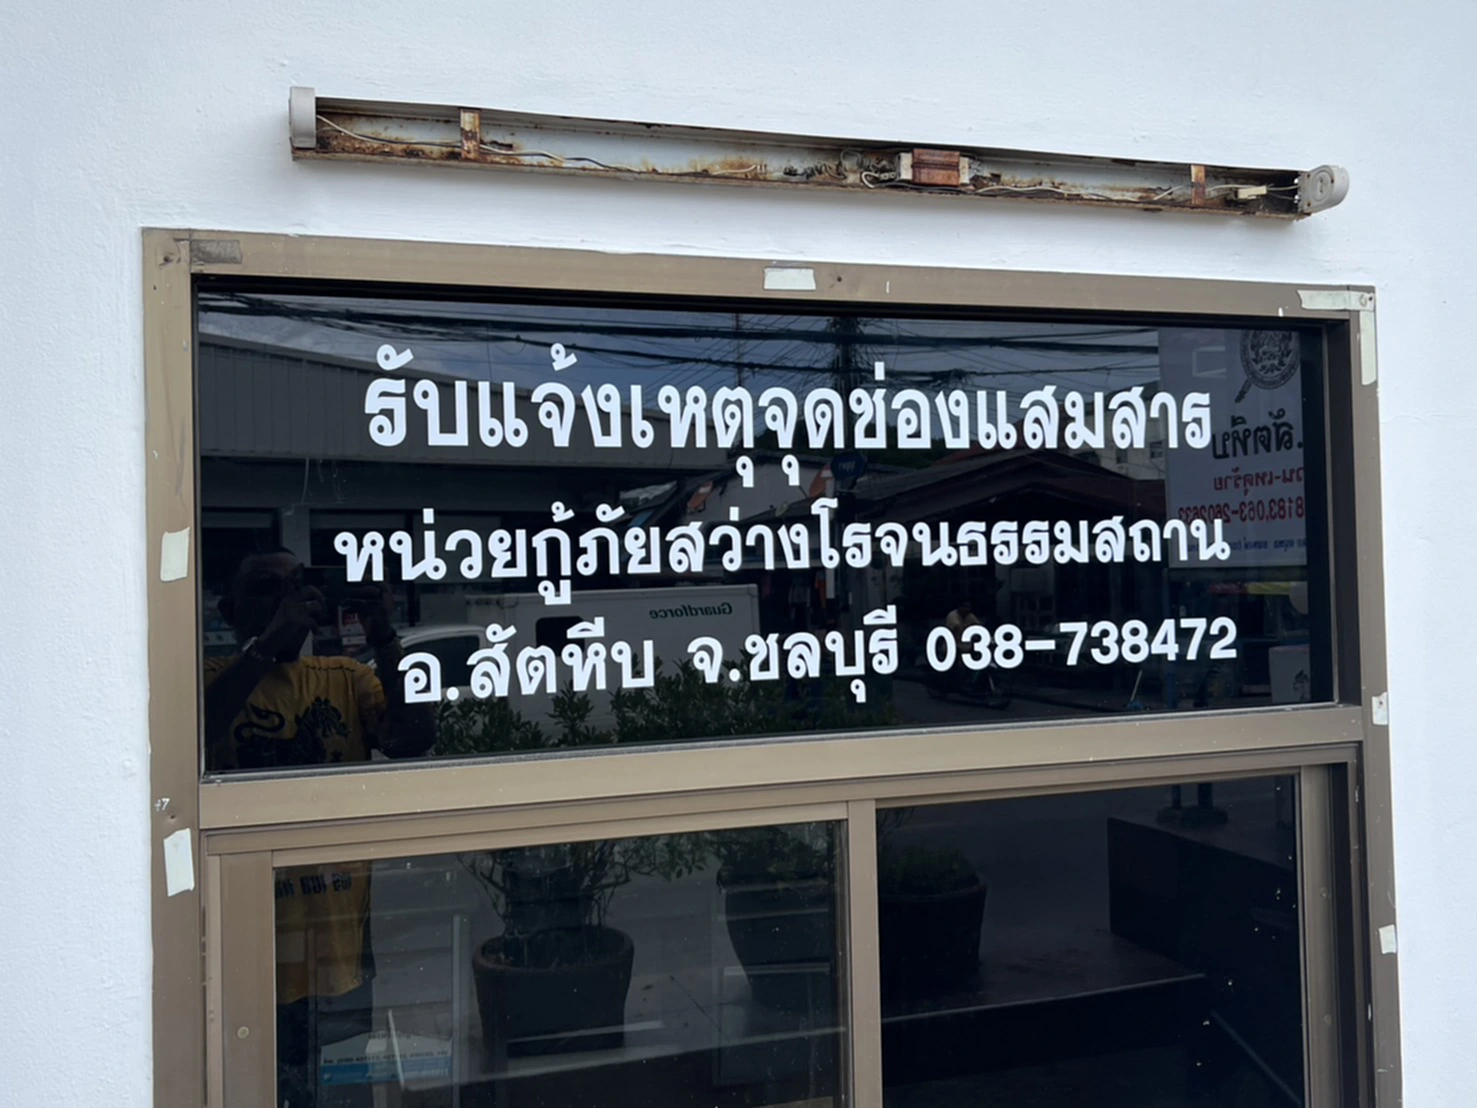 รับแจ้งเหตุจุดช่องแสมสาร
หน่วยกู้ภัยสว่างโรจนธรรมสถาน
อ.สัตหีบ จ.ชลบุรี 038-738472
Guardforce